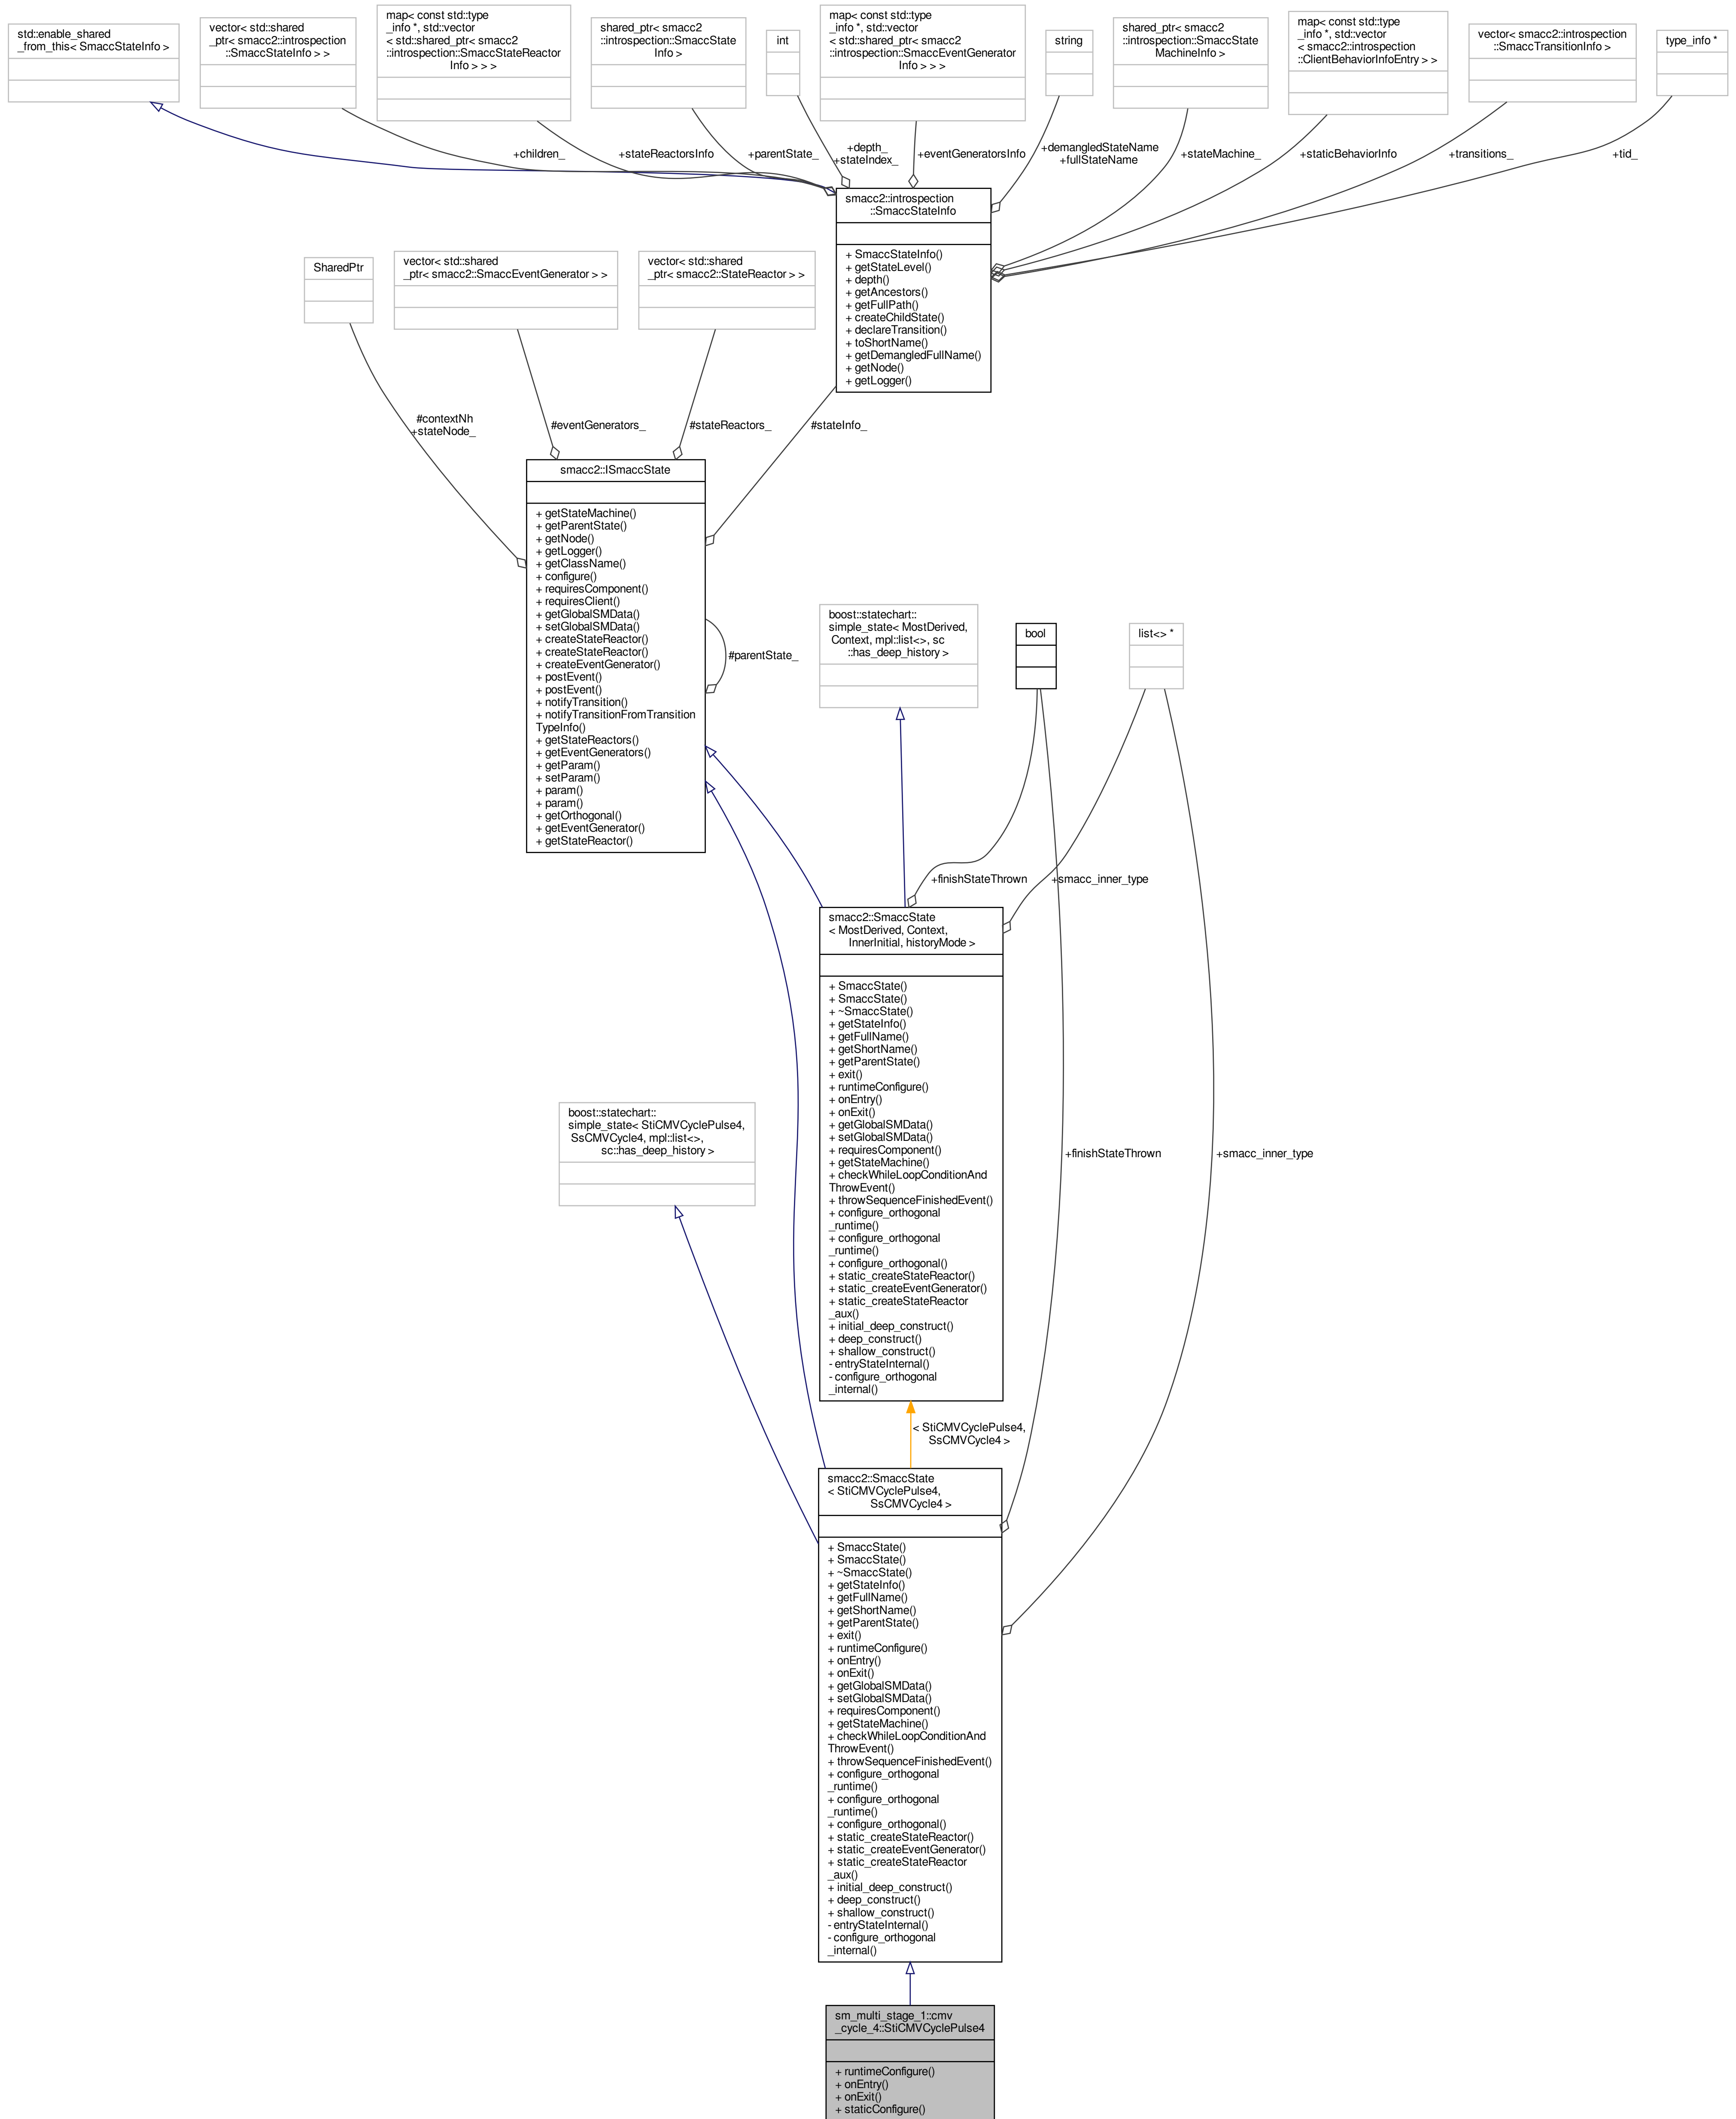 std::enable_shared
_from_this< SmaccStateInfo >
vector< std::shared
_ptr< smacc2::introspection
::SmaccStateInfo > >
map< const std::type
_info *, std::vector
< std::shared_ptr< smacc2
::introspection::SmaccStateReactor
Info > > >
shared_ptr< smacc2
::introspection::SmaccState
Info >
int
map< const std::type
_info *, std::vector
< std::shared_ptr< smacc2
::introspection::SmaccEventGenerator
Info > > >
string
shared_ptr< smacc2
::introspection::SmaccState
MachineInfo >
map< const std::type
_info *, std::vector
< smacc2::introspection
::ClientBehaviorInfoEntry > >
vector< smacc2::introspection
::SmaccTransitionInfo >
type_info *
+children_
+stateReactorsInfo
+parentState_
+depth_
+stateIndex_
+eventGeneratorsInfo
+demangledStateName
+fullStateName
+stateMachine_
+staticBehaviorInfo
+transitions_
+tid_
smacc2::introspection
::SmaccStateInfo
+ SmaccStateInfo()
+ getStateLevel()
+ depth()
+ getAncestors()
+ getFullPath()
+ createChildState()
+ declareTransition()
+ toShortName()
+ getDemangledFullName()
+ getNode()
+ getLogger()
SharedPtr
vector< std::shared
_ptr< smacc2::SmaccEventGenerator > >
vector< std::shared
_ptr< smacc2::StateReactor > >
#contextNh
+stateNode_
#eventGenerators_
#stateReactors_
#stateInfo_
smacc2::ISmaccState
+ getStateMachine()
+ getParentState()
+ getNode()
+ getLogger()
+ getClassName()
+ configure()
+ requiresComponent()
+ requiresClient()
+ getGlobalSMData()
+ setGlobalSMData()
+ createStateReactor()
+ createStateReactor()
+ createEventGenerator()
+ postEvent()
+ postEvent()
+ notifyTransition()
+ notifyTransitionFromTransition
TypeInfo()
+ getStateReactors()
+ getEventGenerators()
+ getParam()
+ setParam()
+ param()
+ param()
+ getOrthogonal()
+ getEventGenerator()
+ getStateReactor()
#parentState_
boost::statechart::
simple_state< MostDerived,
Context, mpl::list<>, sc
::has_deep_history >
bool
list<> *
+finishStateThrown
+smacc_inner_type
smacc2::SmaccState
< MostDerived, Context,
InnerInitial, historyMode >
+ SmaccState()
+ SmaccState()
+ ~SmaccState()
+ getStateInfo()
+ getFullName()
+ getShortName()
+ getParentState()
+ exit()
+ runtimeConfigure()
+ onEntry()
+ onExit()
+ getGlobalSMData()
+ setGlobalSMData()
+ requiresComponent()
+ getStateMachine()
+ checkWhileLoopConditionAnd
ThrowEvent()
+ throwSequenceFinishedEvent()
+ configure_orthogonal
_runtime()
+ configure_orthogonal
_runtime()
+ configure_orthogonal()
+ static_createStateReactor()
+ static_createEventGenerator()
+ static_createStateReactor
_aux()
+ initial_deep_construct()
+ deep_construct()
+ shallow_construct()
- entryStateInternal()
- configure_orthogonal
_internal()
boost::statechart::
simple_state< StiCMVCyclePulse4,
SsCMVCycle4, mpl::list<>,
sc::has_deep_history >
+finishStateThrown
+smacc_inner_type
< StiCMVCyclePulse4,
SsCMVCycle4 >
smacc2::SmaccState
< StiCMVCyclePulse4,
SsCMVCycle4 >
+ SmaccState()
+ SmaccState()
+ ~SmaccState()
+ getStateInfo()
+ getFullName()
+ getShortName()
+ getParentState()
+ exit()
+ runtimeConfigure()
+ onEntry()
+ onExit()
+ getGlobalSMData()
+ setGlobalSMData()
+ requiresComponent()
+ getStateMachine()
+ checkWhileLoopConditionAnd
ThrowEvent()
+ throwSequenceFinishedEvent()
+ configure_orthogonal
_runtime()
+ configure_orthogonal
_runtime()
+ configure_orthogonal()
+ static_createStateReactor()
+ static_createEventGenerator()
+ static_createStateReactor
_aux()
+ initial_deep_construct()
+ deep_construct()
+ shallow_construct()
- entryStateInternal()
- configure_orthogonal
_internal()
sm_multi_stage_1::cmv
_cycle_4::StiCMVCyclePulse4
+ runtimeConfigure()
+ onEntry()
+ onExit()
+ staticConfigure()